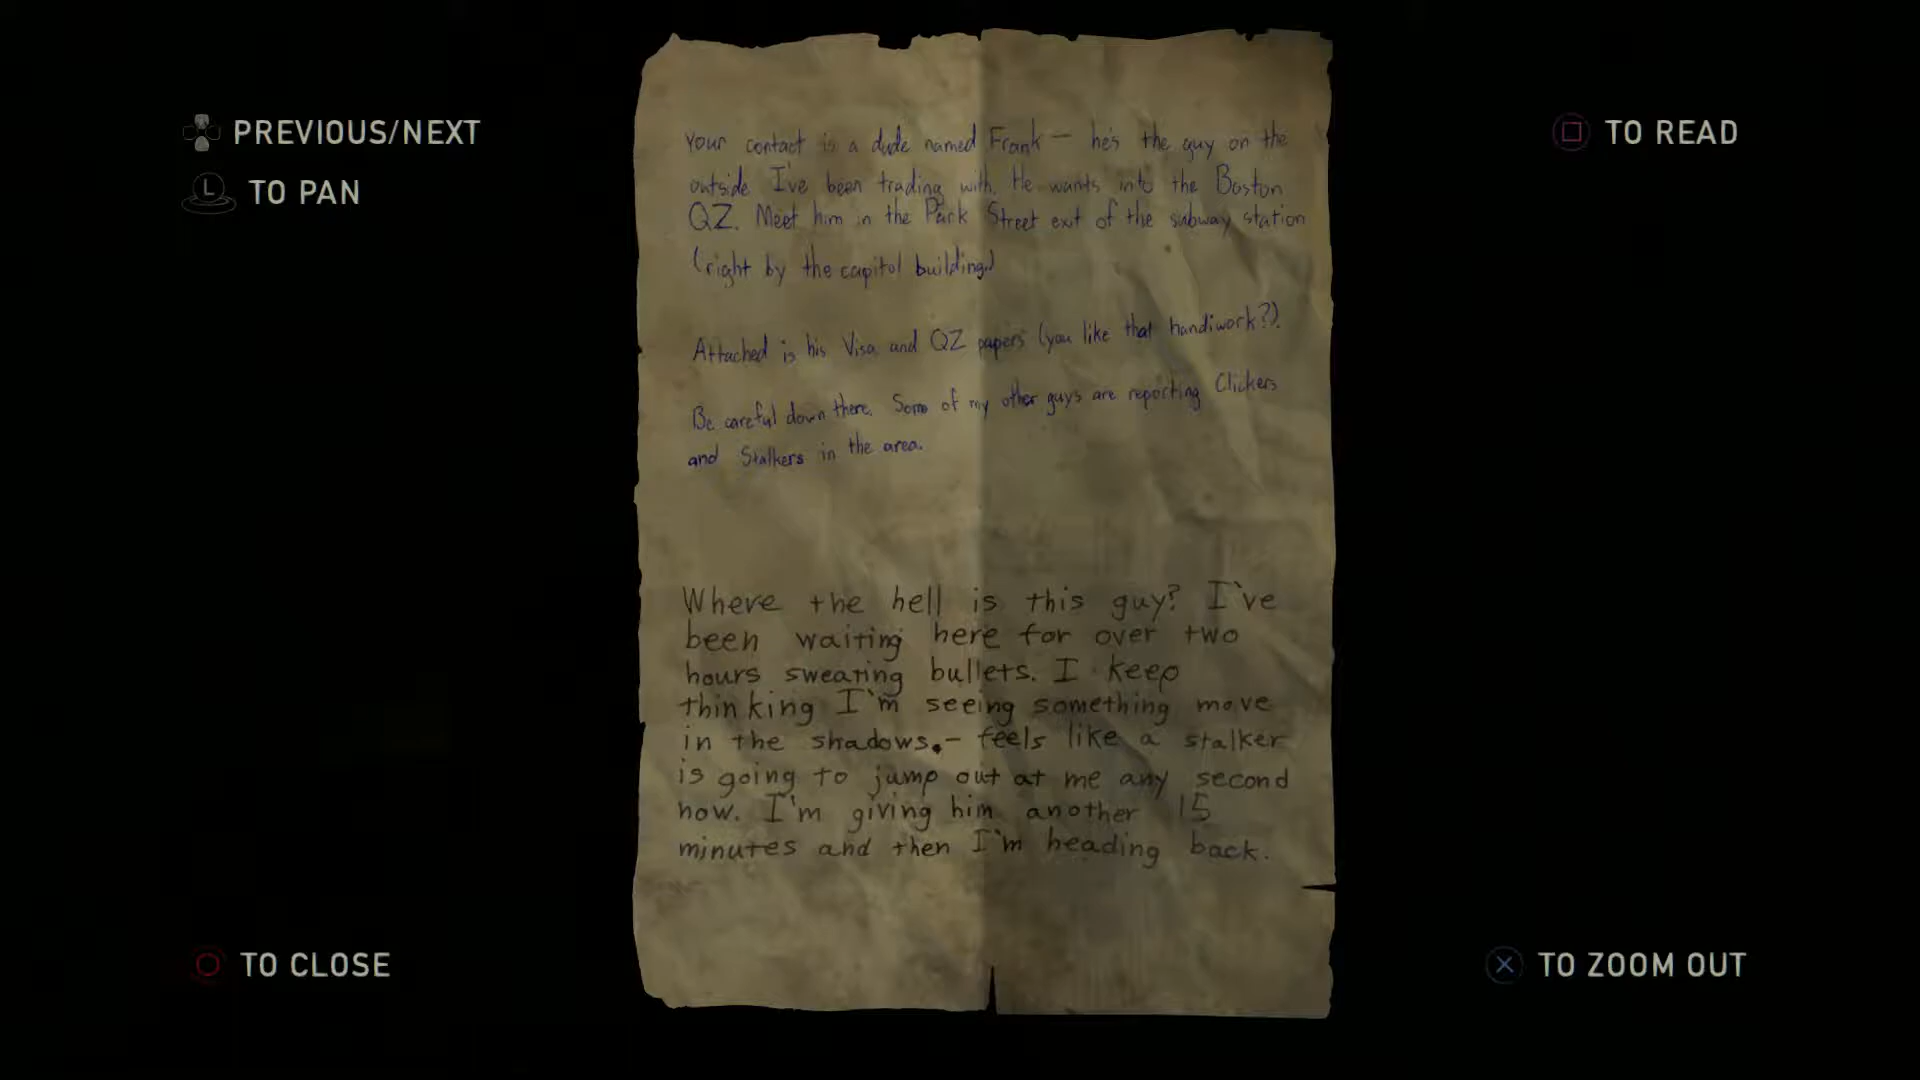 PREVIOUS/NEXT
L TO PAN
TO READ
Your contact is a dude named Frank — he's the guy on the
outside I've been trading with. He wants into the Boston
QZ. Meet him in the Park Street exit of the subway station
(right by the capitol building.)
Attached is his Visa and QZ papers (you like that handiwork?).
Be careful down there. Some of my other guys are reporting Clickers
and Stalkers in the area.
Where the hell is this guy? I've
been waiting here for over two
hours sweating bullets. I keep
thinking I'm seeing something move
in the shadows.- feels like a stalker
is going to jump out at me any second
now. I'm giving him another 15
minutes and then I'm heading back.
TO CLOSE
TO ZOOM OUT